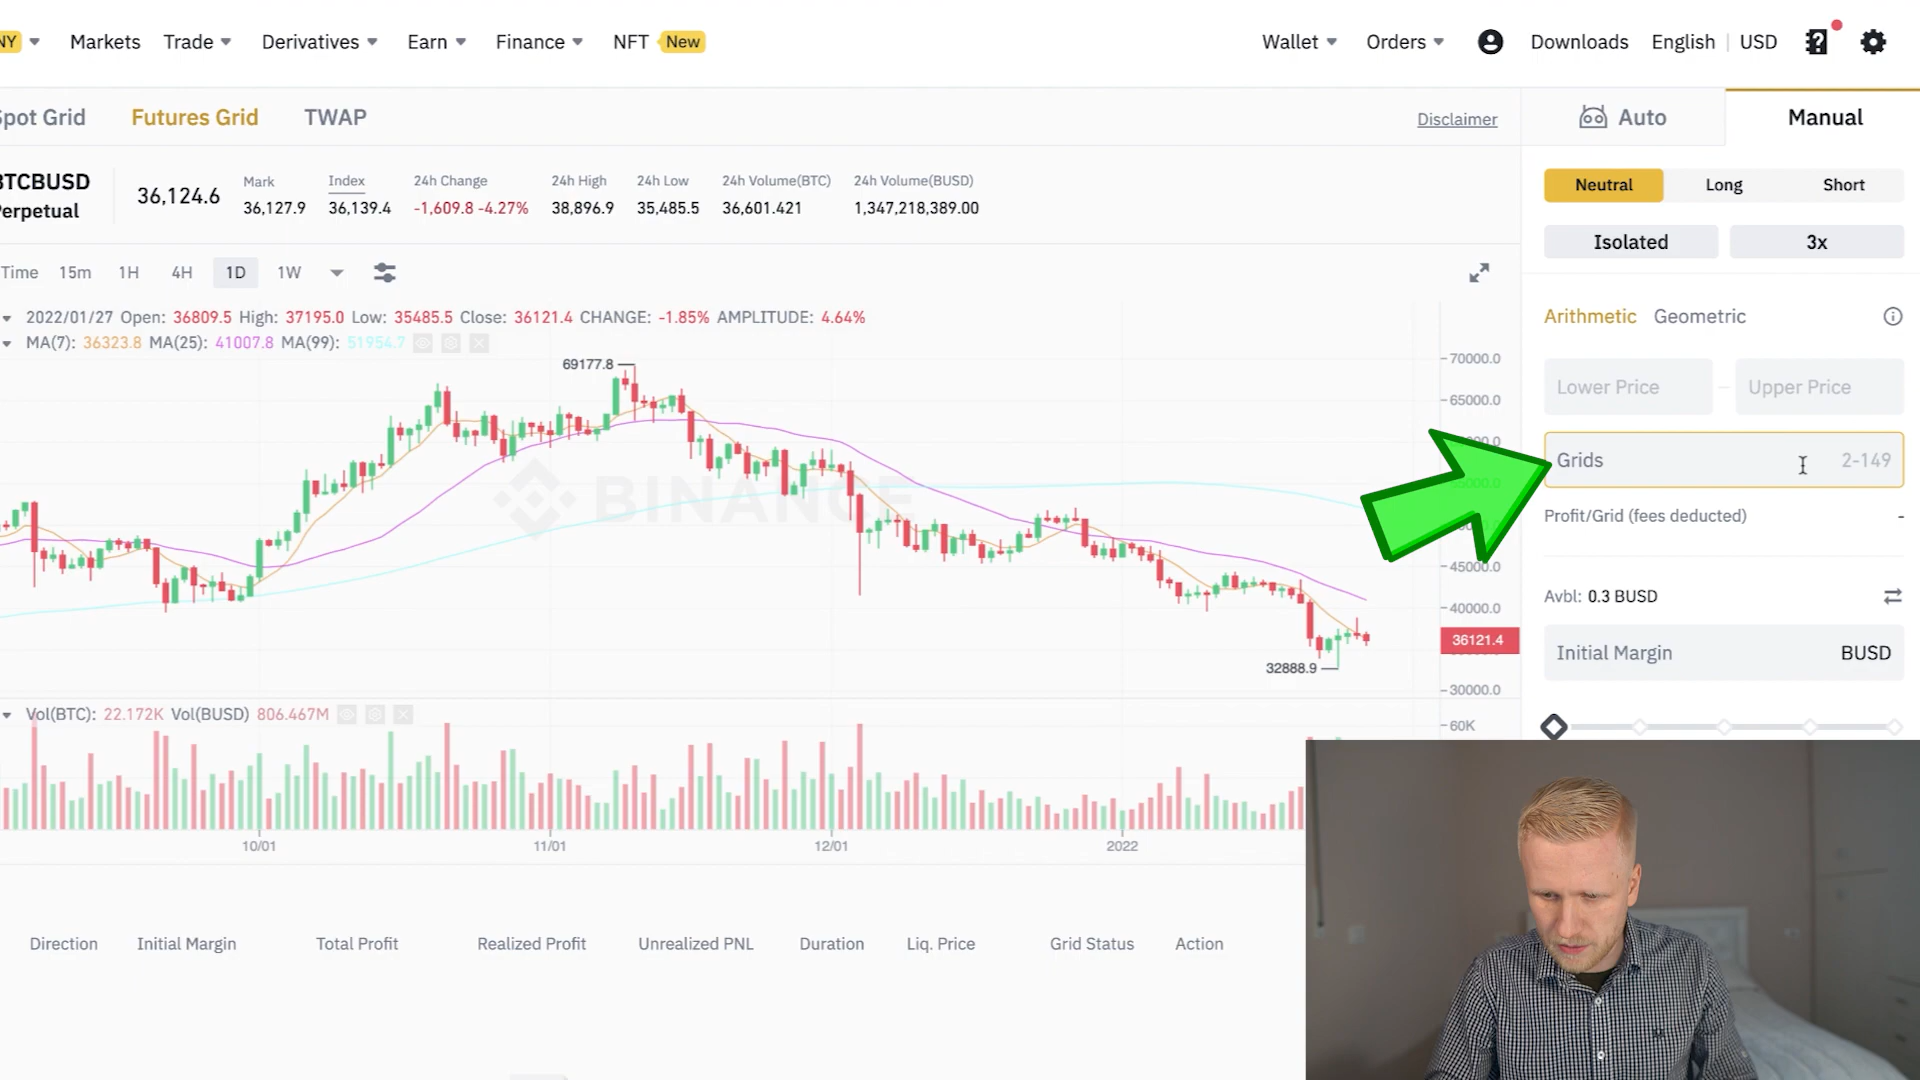 NY Markets Trade Derivatives Earn Finance NFT New Wallet Orders Downloads English USD
Spot Grid Futures Grid TWAP Disclaimer Auto Manual
BTCBUSD
Perpetual
36,124.6
Mark Index 24h Change 24h High 24h Low 24h Volume(BTC) 24h Volume(BUSD)
36,127.9 36,139.4 -1,609.8 -4.27% 38,896.9 35,485.5 36,601.421 1,347,218,389.00
Neutral Long Short
Isolated 3x
Time 15m 1H 4H 1D 1W
2022/01/27 Open: 36809.5 High: 37195.0 Low: 35485.5 Close: 36121.4 CHANGE: -1.85% AMPLITUDE: 4.64%
MA(7): 36323.8 MA(25): 41007.8 MA(99): 51954.7
Arithmetic Geometric
Lower Price Upper Price
Grids 2-149
Profit/Grid (fees deducted) -
Avbl: 0.3 BUSD
Initial Margin BUSD
69177.8
BINANCE
32888.9
70000.0
65000.0
45000.0
40000.0
36121.4
30000.0
Vol(BTC): 22.172K Vol(BUSD) 806.467M
60K
10/01 11/01 12/01 2022
Direction Initial Margin Total Profit Realized Profit Unrealized PNL Duration Liq. Price Grid Status Action